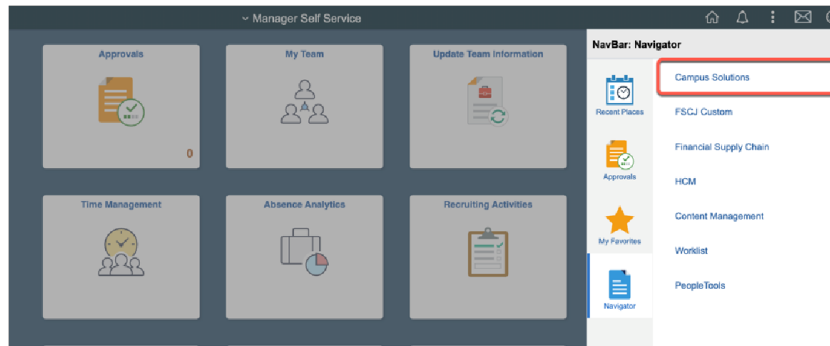 Manager Self Service
Approvals
0
My Team
Update Team Information
Time Management
Absence Analytics
Recruiting Activities
NavBar: Navigator
Recent Places
Approvals
My Favorites
Navigator
Campus Solutions
FSCJ Custom
Financial Supply Chain
HCM
Content Management
Worklist
PeopleTools